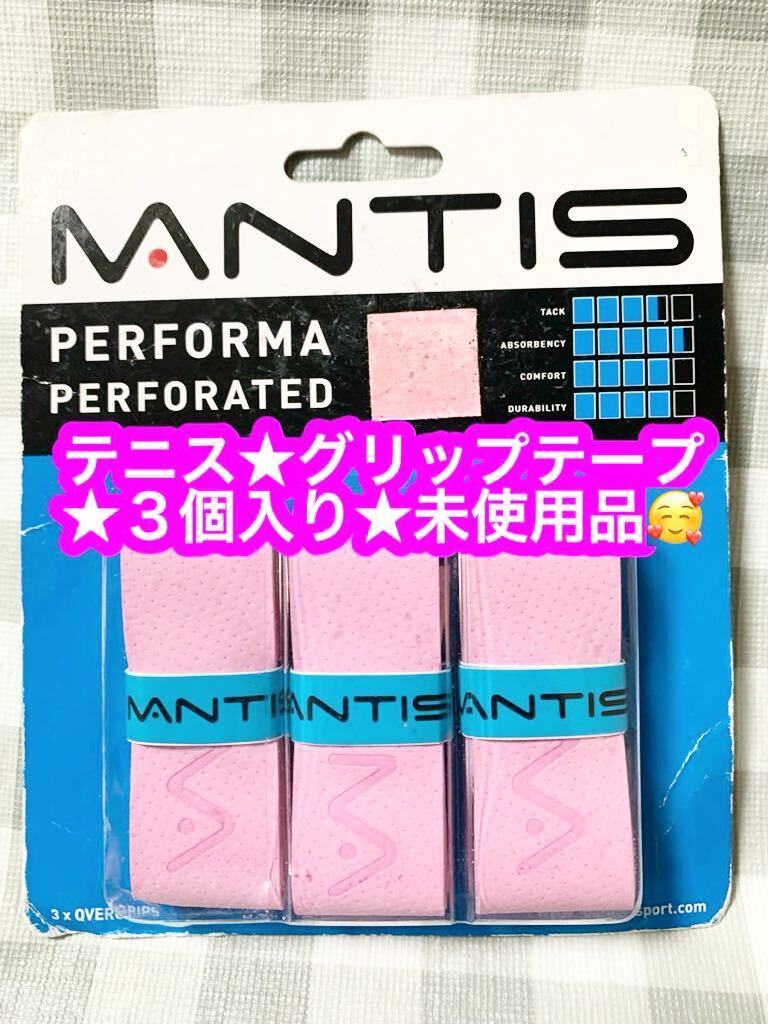 MANTIS
PERFORMA
PERFORATED
TACK
ABSORBENCY
COMFORT
DURABILITY
テニス★グリップテープ
★３個入り★未使用品🥰
MANTIS
MANTIS
MANTIS
3 x OVERGRIPS
sport.com